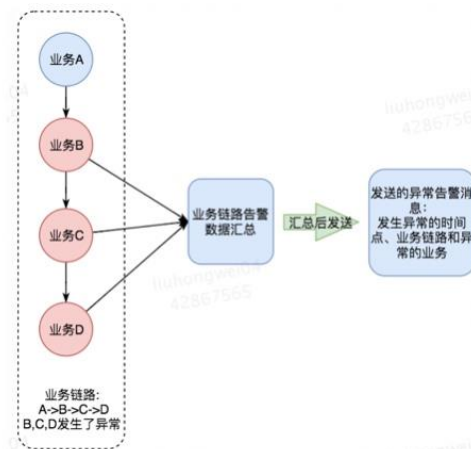 业务A
业务B
业务C
业务D
业务链路:
A->B->C->D
B,C,D发生了异常
业务链路告警
数据汇总
汇总后发送
发送的异常告警消
息:
发生异常的时间
点、业务链路和异
常的业务
liuhongwei04
42867565